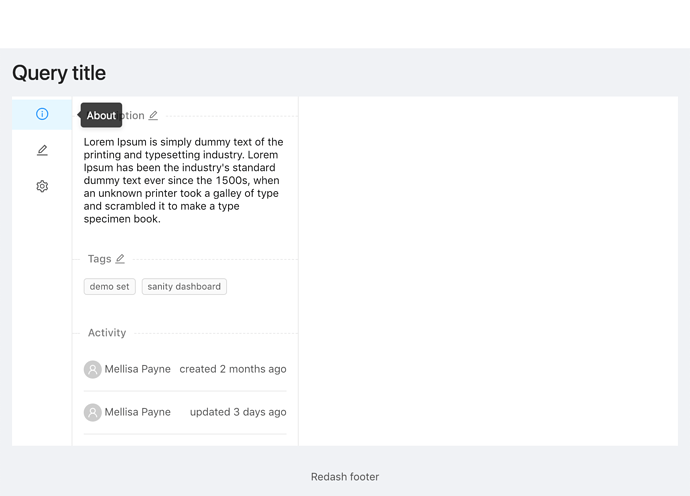 Query title
About
ption
Lorem Ipsum is simply dummy text of the
printing and typesetting industry. Lorem
Ipsum has been the industry's standard
dummy text ever since the 1500s, when
an unknown printer took a galley of type
and scrambled it to make a type
specimen book.
Tags
demo set
sanity dashboard
Activity
Mellisa Payne created 2 months ago
Mellisa Payne updated 3 days ago
Redash footer